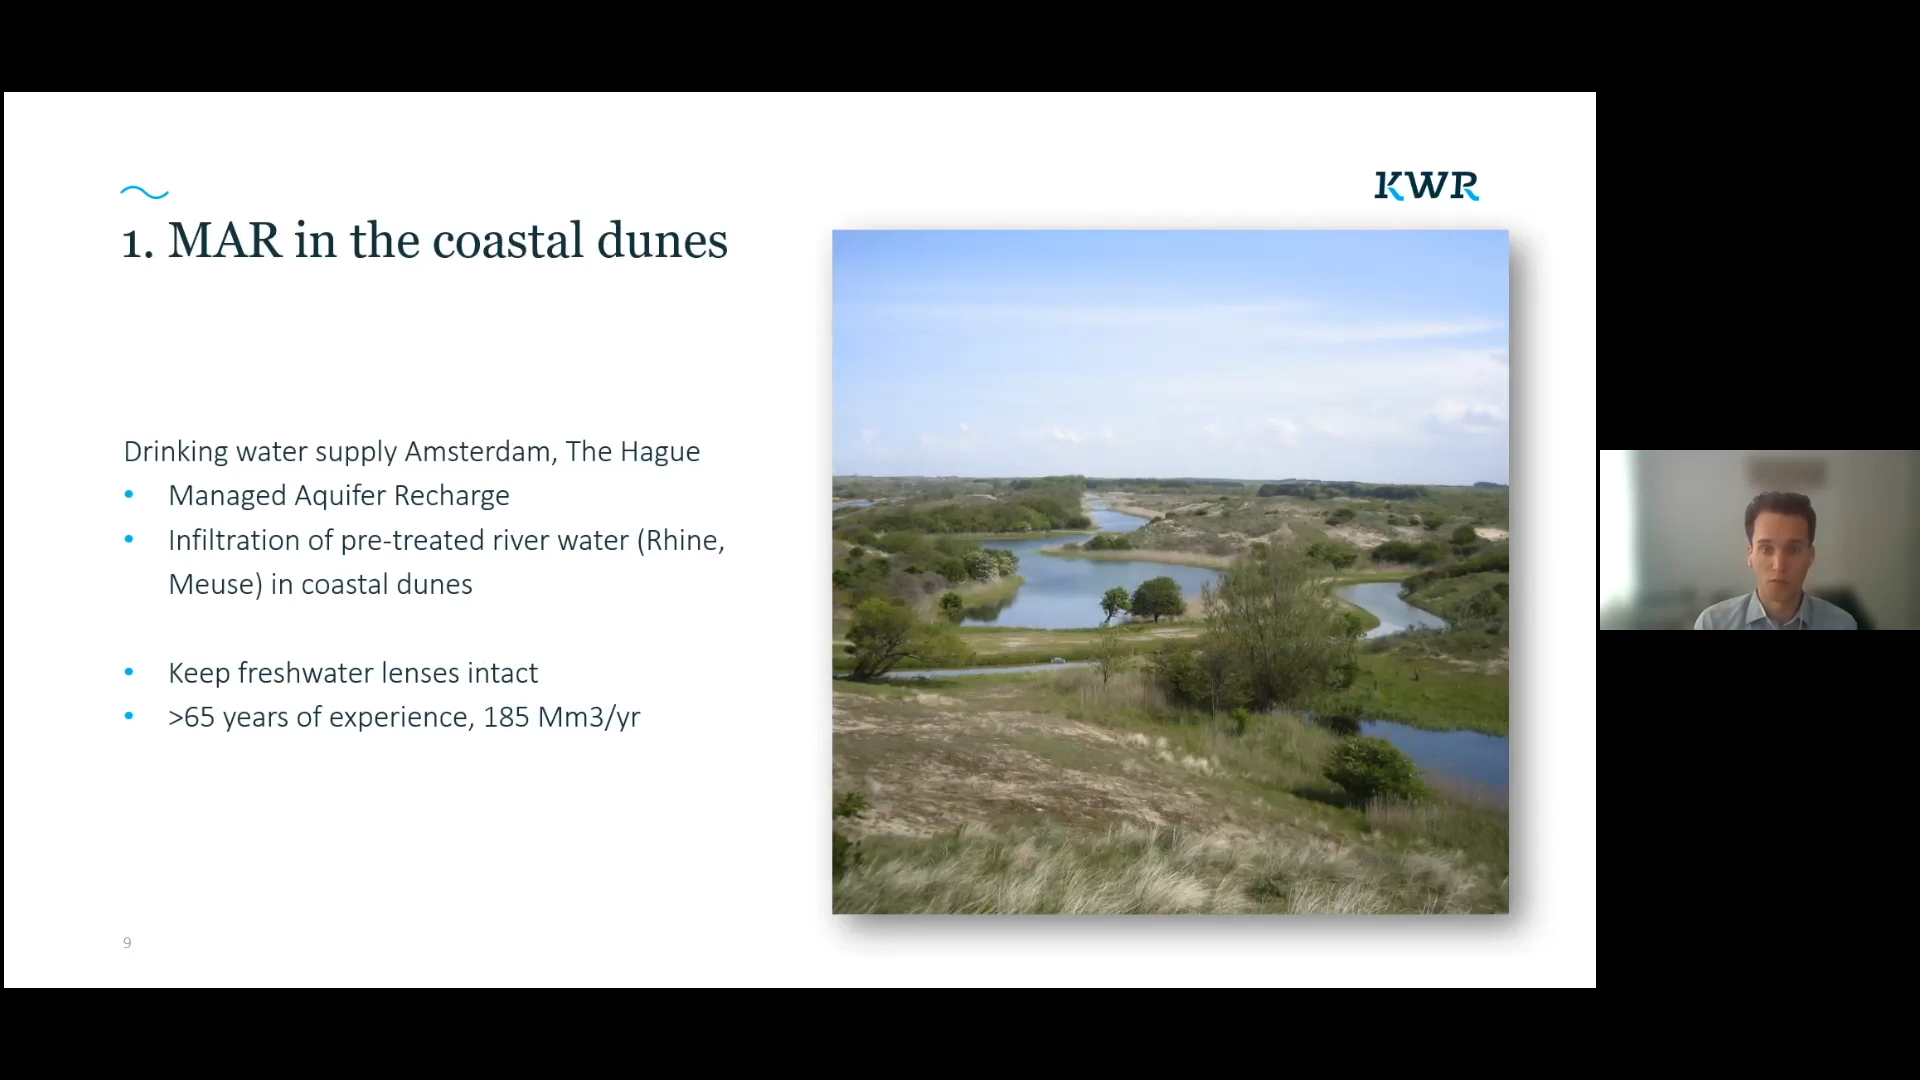 KWR
1. MAR in the coastal dunes
Drinking water supply Amsterdam, The Hague
• Managed Aquifer Recharge
• Infiltration of pre-treated river water (Rhine,
Meuse) in coastal dunes
• Keep freshwater lenses intact
• >65 years of experience, 185 Mm3/yr
9